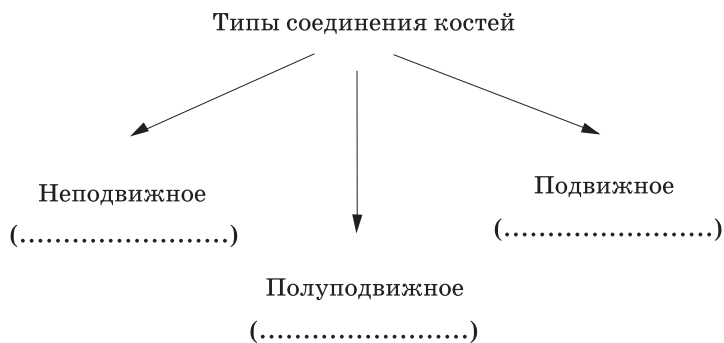 Типы соединения костей
Неподвижное
(........................)
Подвижное
(........................)
Полуподвижное
(........................)